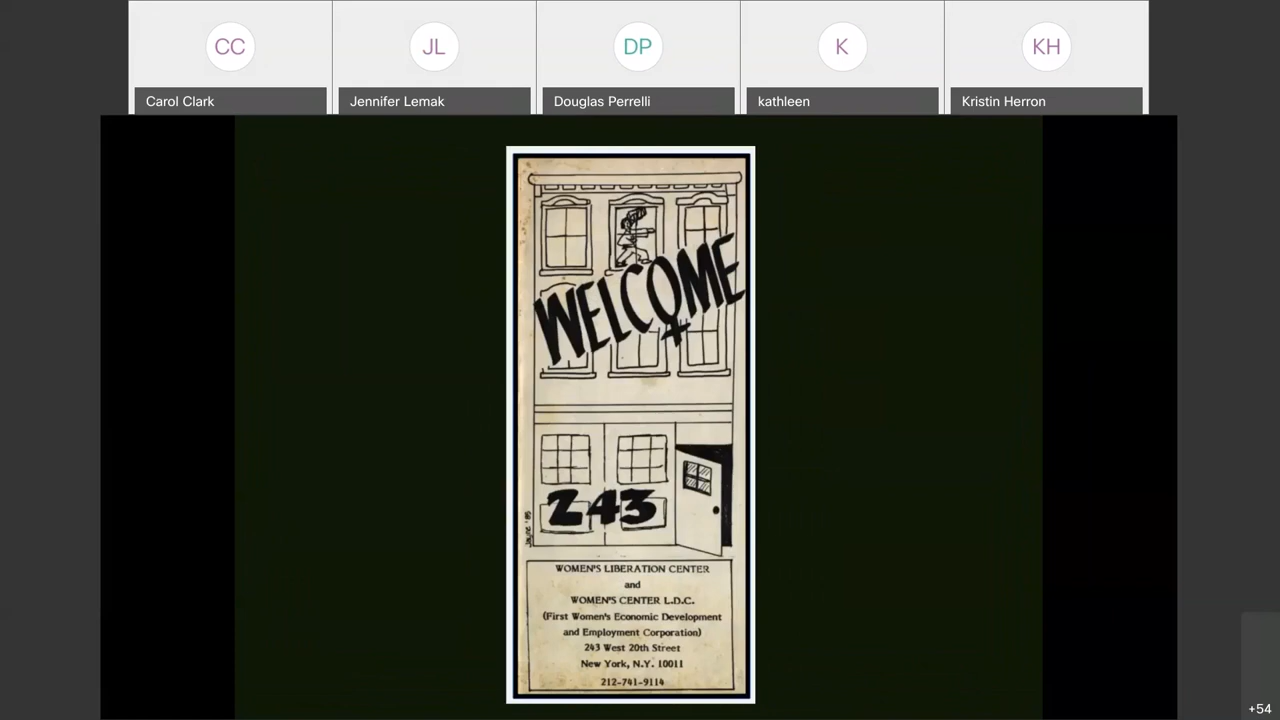 CC
JL
DP
K
KH
Carol Clark
Jennifer Lemak
Douglas Perrelli
kathleen
Kristin Herron
WELCOME
243
Jayne '85
WOMEN'S LIBERATION CENTER
and
WOMEN'S CENTER L.D.C.
(First Women's Economic Development
and Employment Corporation)
243 West 20th Street
New York, N.Y. 10011
212-741-9114
+54